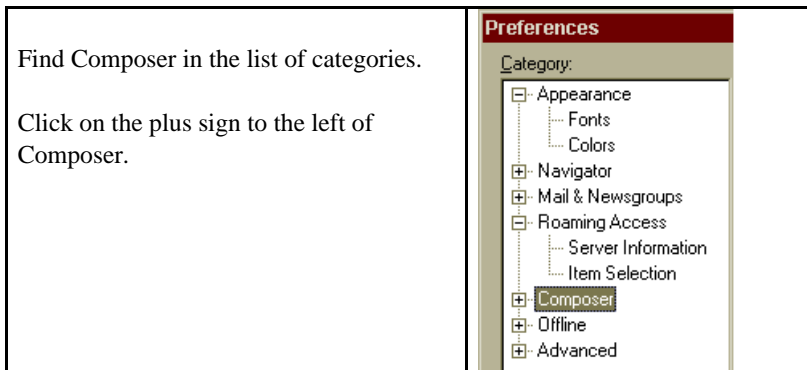 Find Composer in the list of categories.
Click on the plus sign to the left of
Composer.
Preferences
Category:
Appearance
Fonts
Colors
Navigator
Mail & Newsgroups
Roaming Access
Server Information
Item Selection
Composer
Offline
Advanced